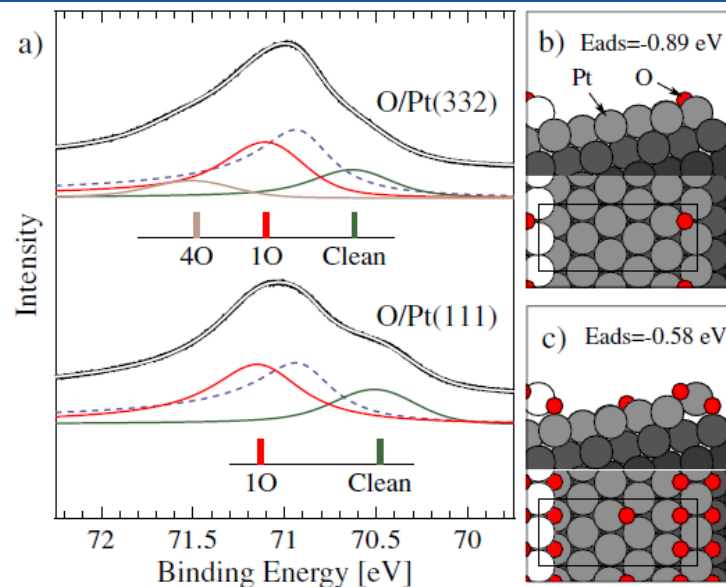 a)
O/Pt(332)
4O 1O Clean
O/Pt(111)
1O Clean
Intensity
72 71.5 71 70.5 70
Binding Energy [eV]
b) Eads=-0.89 eV
Pt O
c) Eads=-0.58 eV